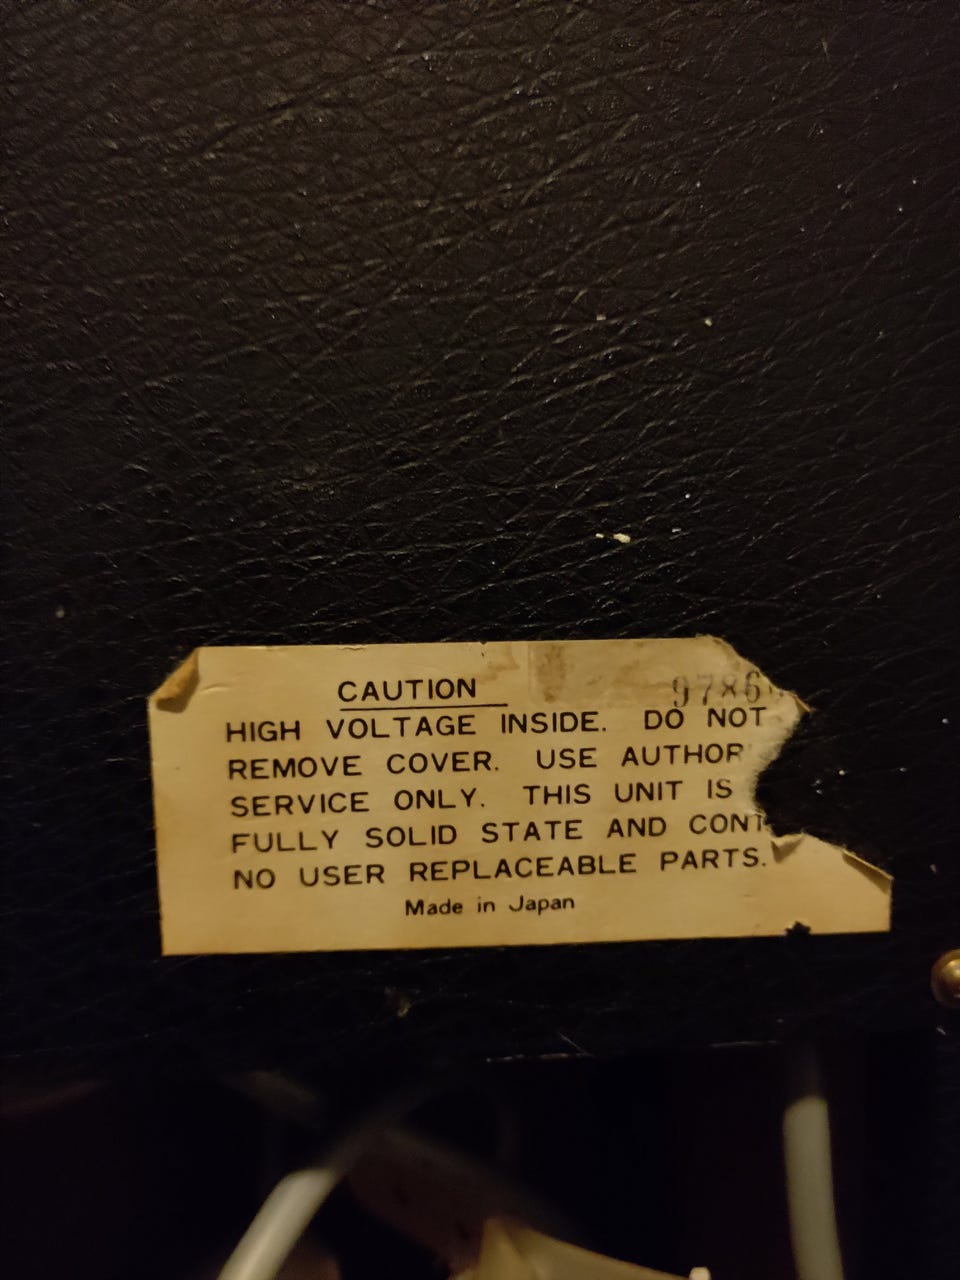 CAUTION
9786
HIGH VOLTAGE INSIDE. DO NOT
REMOVE COVER. USE AUTHOR
SERVICE ONLY. THIS UNIT IS
FULLY SOLID STATE AND CONT
NO USER REPLACEABLE PARTS.
Made in Japan